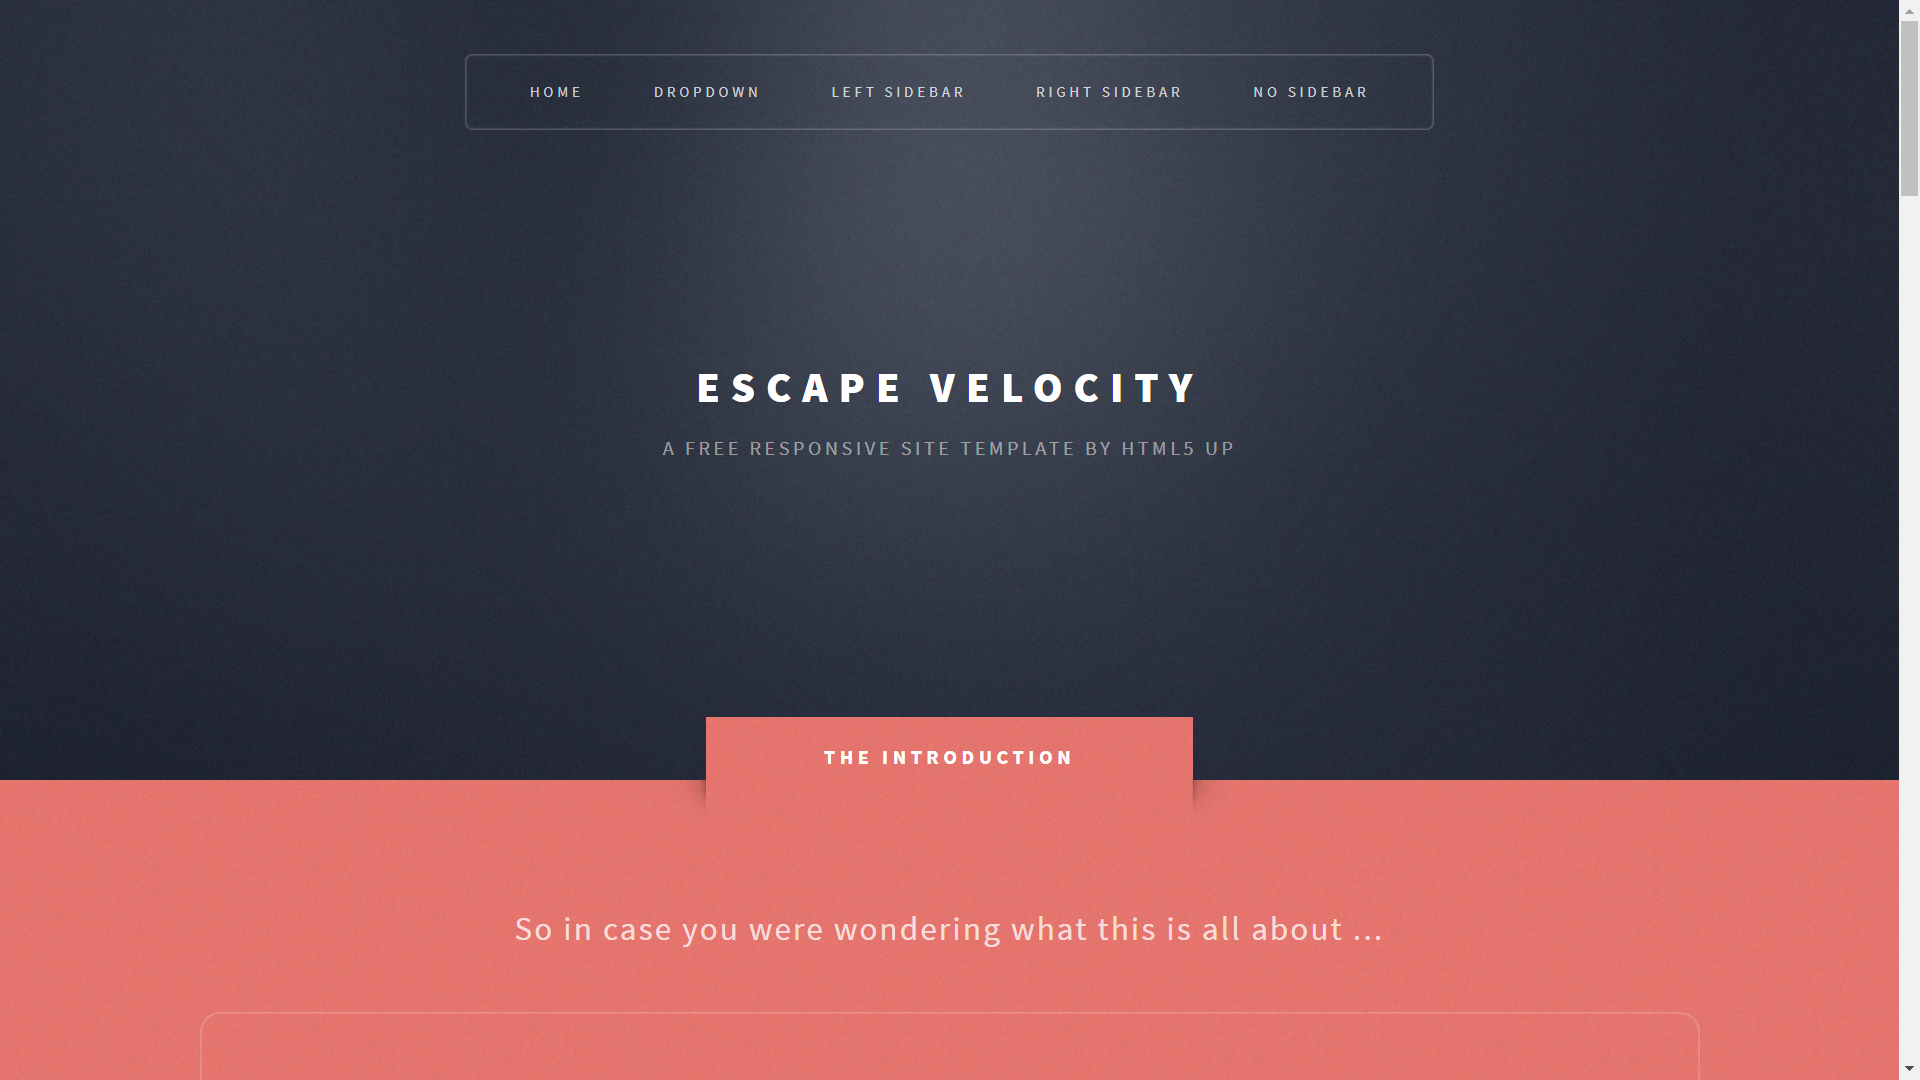 HOME DROPDOWN LEFT SIDEBAR RIGHT SIDEBAR NO SIDEBAR
ESCAPE VELOCITY
A FREE RESPONSIVE SITE TEMPLATE BY HTML5 UP
THE INTRODUCTION
So in case you were wondering what this is all about ...